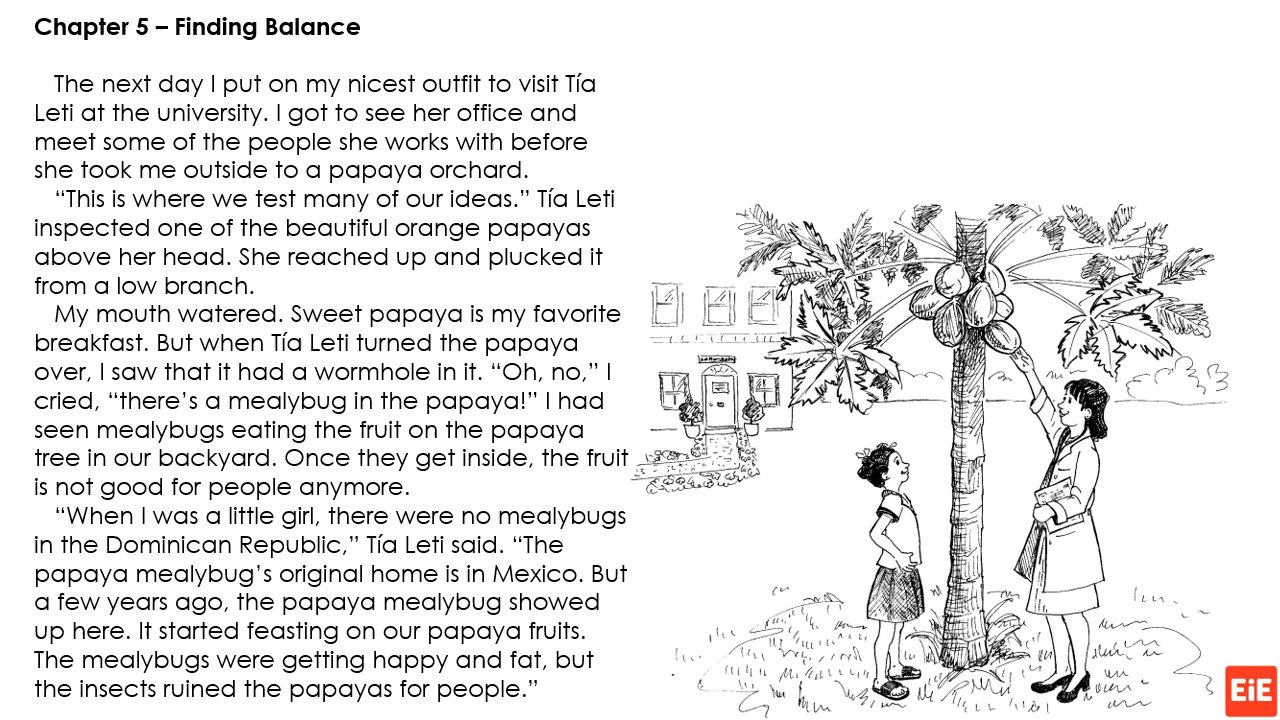 Chapter 5 – Finding Balance
The next day I put on my nicest outfit to visit Tía
Leti at the university. I got to see her office and
meet some of the people she works with before
she took me outside to a papaya orchard.
“This is where we test many of our ideas.” Tía Leti
inspected one of the beautiful orange papayas
above her head. She reached up and plucked it
from a low branch.
My mouth watered. Sweet papaya is my favorite
breakfast. But when Tía Leti turned the papaya
over, I saw that it had a wormhole in it. “Oh, no,” I
cried, “there’s a mealybug in the papaya!” I had
seen mealybugs eating the fruit on the papaya
tree in our backyard. Once they get inside, the fruit
is not good for people anymore.
“When I was a little girl, there were no mealybugs
in the Dominican Republic,” Tía Leti said. “The
papaya mealybug’s original home is in Mexico. But
a few years ago, the papaya mealybug showed
up here. It started feasting on our papaya fruits.
The mealybugs were getting happy and fat, but
the insects ruined the papayas for people.”
EiE